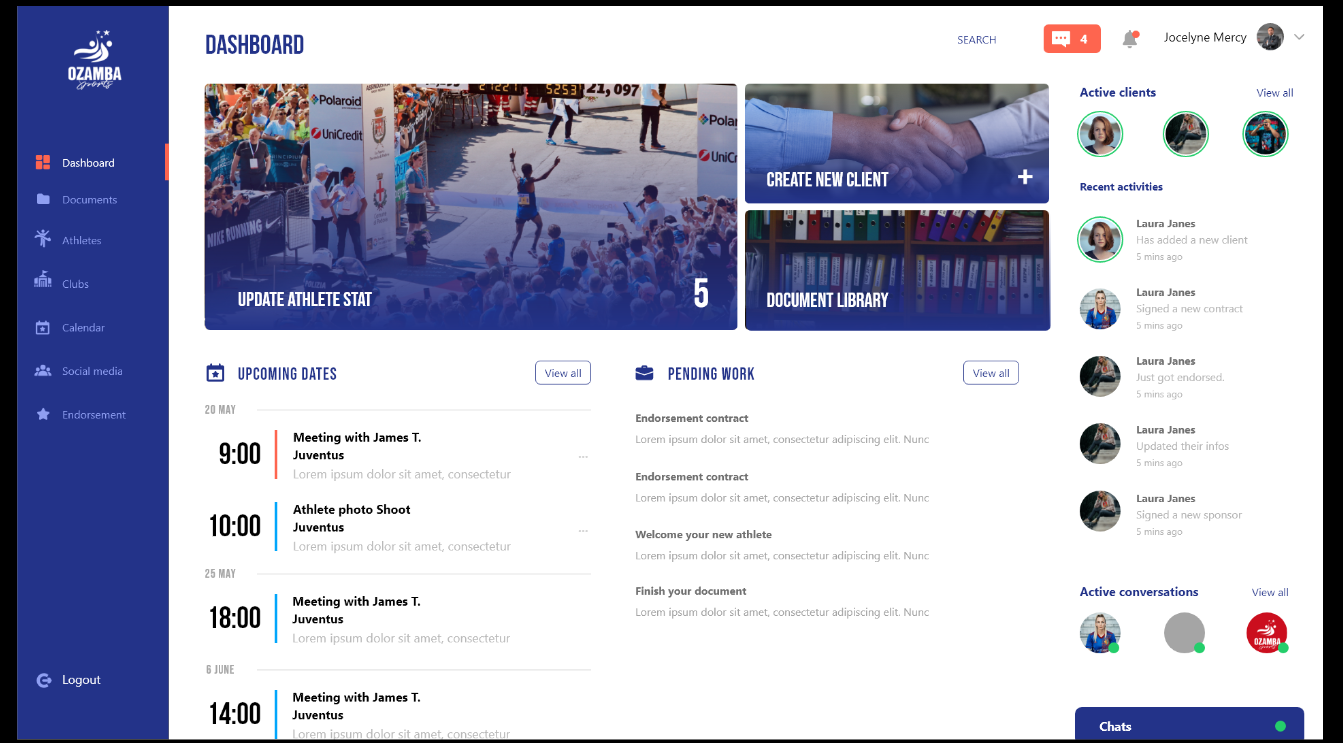 OZAMBA
sports
Dashboard
Documents
Athletes
Clubs
Calendar
Social media
Endorsement
Logout
DASHBOARD
SEARCH
4
Jocelyne Mercy
Polaroid
UniCredit
NIKE RUNNING
UPDATE ATHLETE STAT
5
CREATE NEW CLIENT
+
DOCUMENT LIBRARY
UPCOMING DATES
View all
20 MAY
9:00
Meeting with James T.
Juventus
Lorem ipsum dolor sit amet, consectetur
...
10:00
Athlete photo Shoot
Juventus
Lorem ipsum dolor sit amet, consectetur
...
25 MAY
18:00
Meeting with James T.
Juventus
Lorem ipsum dolor sit amet, consectetur
6 JUNE
14:00
Meeting with James T.
Juventus
Lorem ipsum dolor sit amet, consectetur
PENDING WORK
View all
Endorsement contract
Lorem ipsum dolor sit amet, consectetur adipiscing elit. Nunc
Endorsement contract
Lorem ipsum dolor sit amet, consectetur adipiscing elit. Nunc
Welcome your new athlete
Lorem ipsum dolor sit amet, consectetur adipiscing elit. Nunc
Finish your document
Lorem ipsum dolor sit amet, consectetur adipiscing elit. Nunc
Active clients
View all
Recent activities
Laura Janes
Has added a new client
5 mins ago
Laura Janes
Signed a new contract
5 mins ago
Laura Janes
Just got endorsed.
5 mins ago
Laura Janes
Updated their infos
5 mins ago
Laura Janes
Signed a new sponsor
5 mins ago
Active conversations
View all
OZAMBA
Chats